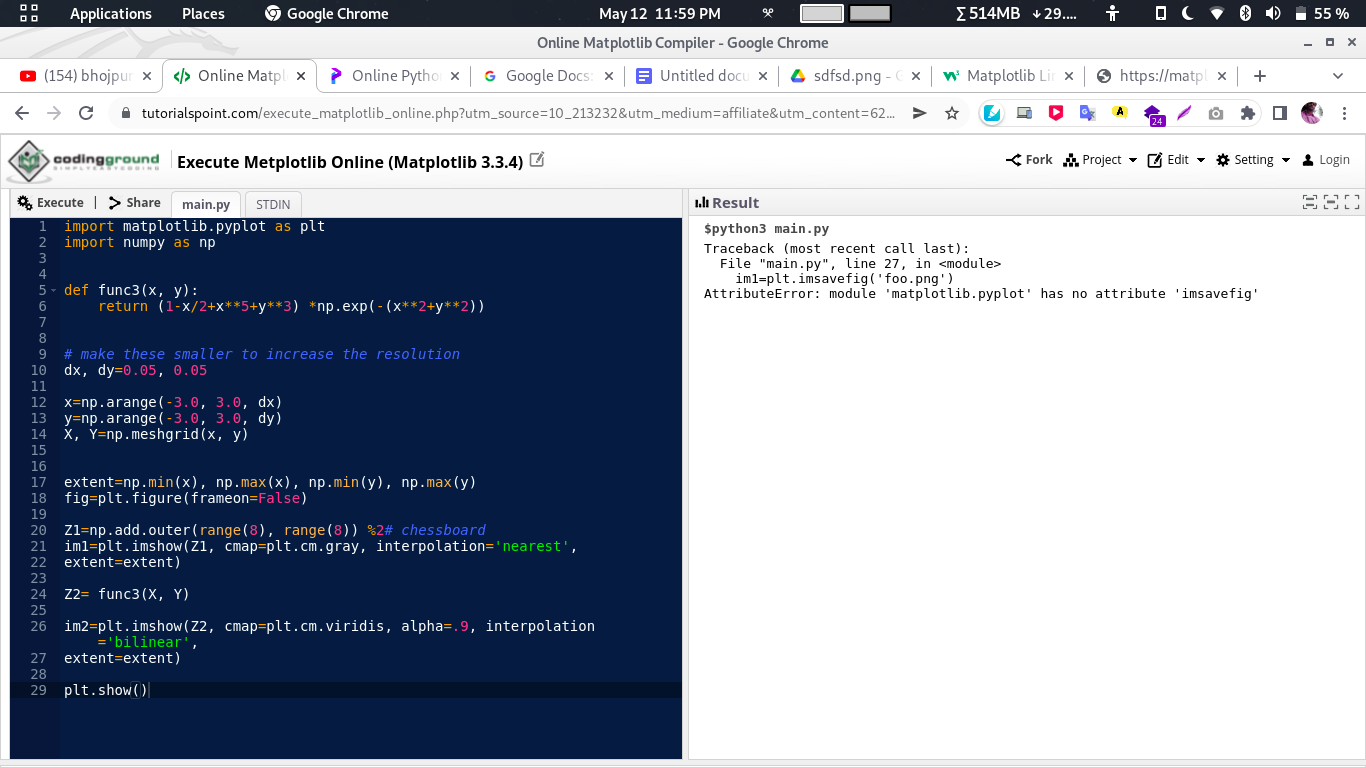 Applications Places Google Chrome May 12 11:59 PM Σ 514MB ↓ 29.... 55 %
Online Matplotlib Compiler - Google Chrome
(154) bhojpur Online Matpl Online Pytho Google Docs: Untitled docu sdfsd.png - G Matplotlib Lin https://matpl
tutorialspoint.com/execute_matplotlib_online.php?utm_source=10_213232&utm_medium=affiliate&utm_content=62...
24
codingground
SIMPLYEASYCODING
Execute Metplotlib Online (Matplotlib 3.3.4)
Fork Project Edit Setting Login
Execute | Share main.py STDIN
1 import matplotlib.pyplot as plt
2 import numpy as np
3
4
5 def func3(x, y):
6 return (1-x/2+x**5+y**3) *np.exp(-(x**2+y**2))
7
8
9 # make these smaller to increase the resolution
10 dx, dy=0.05, 0.05
11
12 x=np.arange(-3.0, 3.0, dx)
13 y=np.arange(-3.0, 3.0, dy)
14 X, Y=np.meshgrid(x, y)
15
16
17 extent=np.min(x), np.max(x), np.min(y), np.max(y)
18 fig=plt.figure(frameon=False)
19
20 Z1=np.add.outer(range(8), range(8)) %2# chessboard
21 im1=plt.imshow(Z1, cmap=plt.cm.gray, interpolation='nearest',
22 extent=extent)
23
24 Z2= func3(X, Y)
25
26 im2=plt.imshow(Z2, cmap=plt.cm.viridis, alpha=.9, interpolation
='bilinear',
27 extent=extent)
28
29 plt.show()
Result
$python3 main.py
Traceback (most recent call last):
File "main.py", line 27, in <module>
im1=plt.imsavefig('foo.png')
AttributeError: module 'matplotlib.pyplot' has no attribute 'imsavefig'